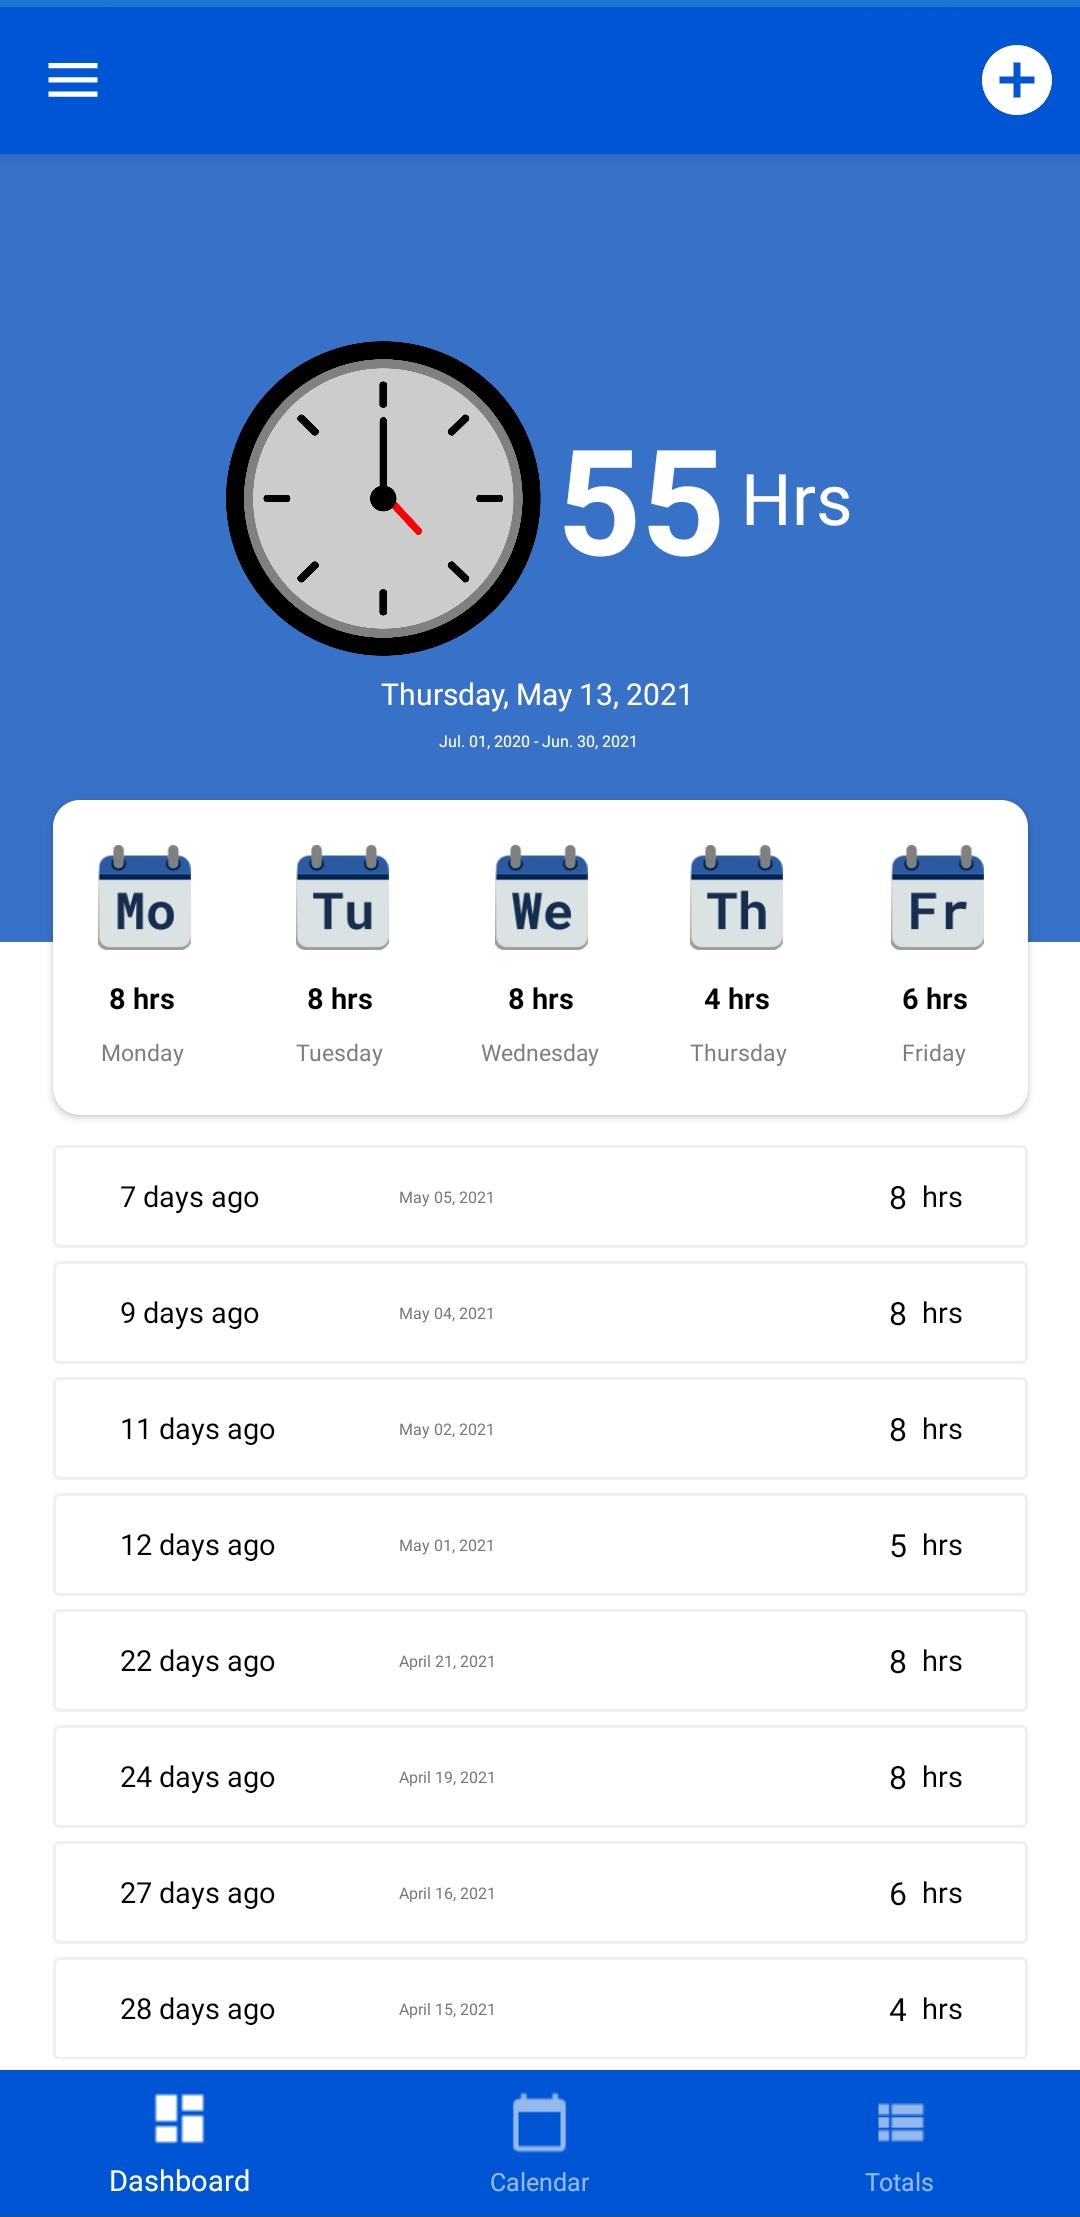 55 Hrs
Thursday, May 13, 2021
Jul. 01, 2020 - Jun. 30, 2021
Mo Tu We Th Fr
8 hrs 8 hrs 8 hrs 4 hrs 6 hrs
Monday Tuesday Wednesday Thursday Friday
7 days ago May 05, 2021 8 hrs
9 days ago May 04, 2021 8 hrs
11 days ago May 02, 2021 8 hrs
12 days ago May 01, 2021 5 hrs
22 days ago April 21, 2021 8 hrs
24 days ago April 19, 2021 8 hrs
27 days ago April 16, 2021 6 hrs
28 days ago April 15, 2021 4 hrs
Dashboard Calendar Totals